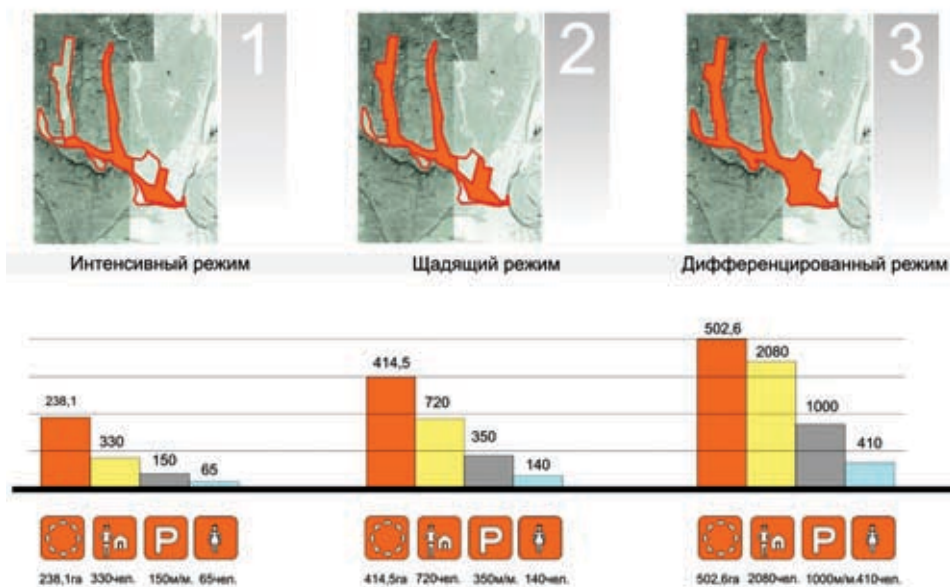 1 2 3
Интенсивный режим Щадящий режим Дифференцированный режим
238,1 330 150 65
414,5 720 350 140
502,6 2080 1000 410
P P P
238,1га 330чел. 150м/м. 65чел. 414,5га 720чел. 350м/м. 140чел. 502,6га 2080чел. 1000м/м. 410чел.